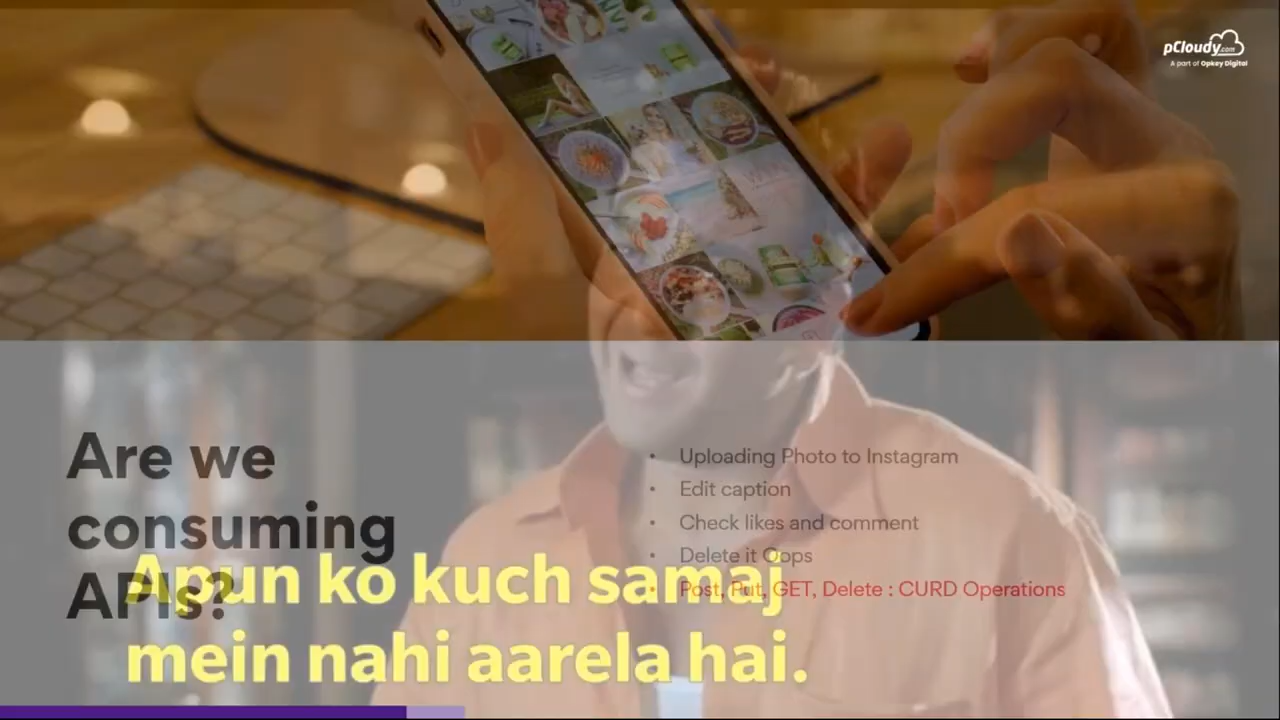 pCloudy.com
A part of Opkey Digital
Are we
consuming
APIs?
• Uploading Photo to Instagram
• Edit caption
• Check likes and comment
• Delete it Oops
• Post, Put, GET, Delete : CURD Operations
Apun ko kuch samaj
mein nahi aarela hai.